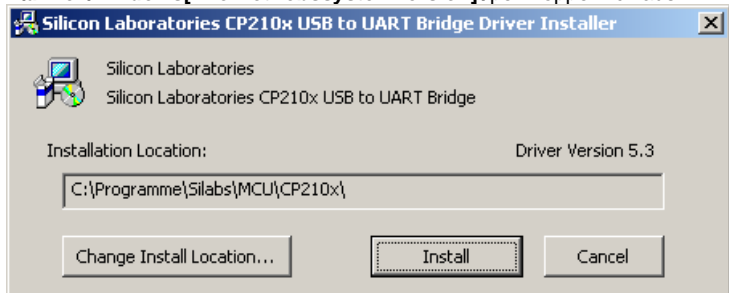 Silicon Laboratories CP210x USB to UART Bridge Driver Installer
Silicon Laboratories
Silicon Laboratories CP210x USB to UART Bridge
Installation Location:
Driver Version 5.3
C:\Programme\Silabs\MCU\CP210x\
Change Install Location...
Install
Cancel